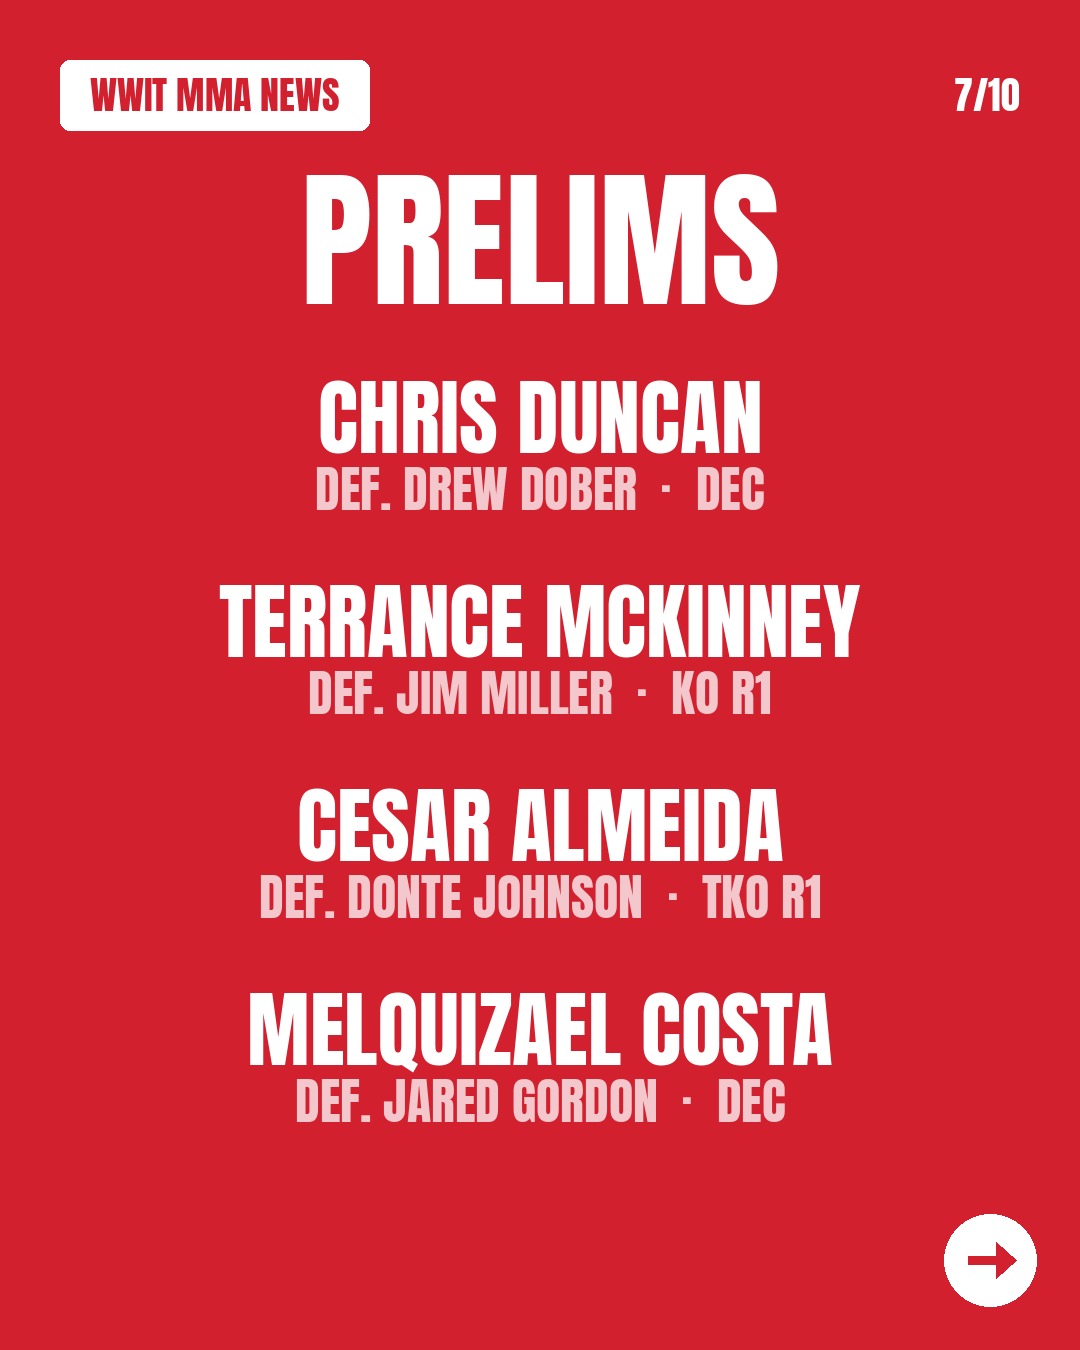 WWIT MMA NEWS
7/10
PRELIMS
CHRIS DUNCAN
DEF. DREW DOBER · DEC
TERRANCE MCKINNEY
DEF. JIM MILLER · KO R1
CESAR ALMEIDA
DEF. DONTE JOHNSON · TKO R1
MELQUIZAEL COSTA
DEF. JARED GORDON · DEC